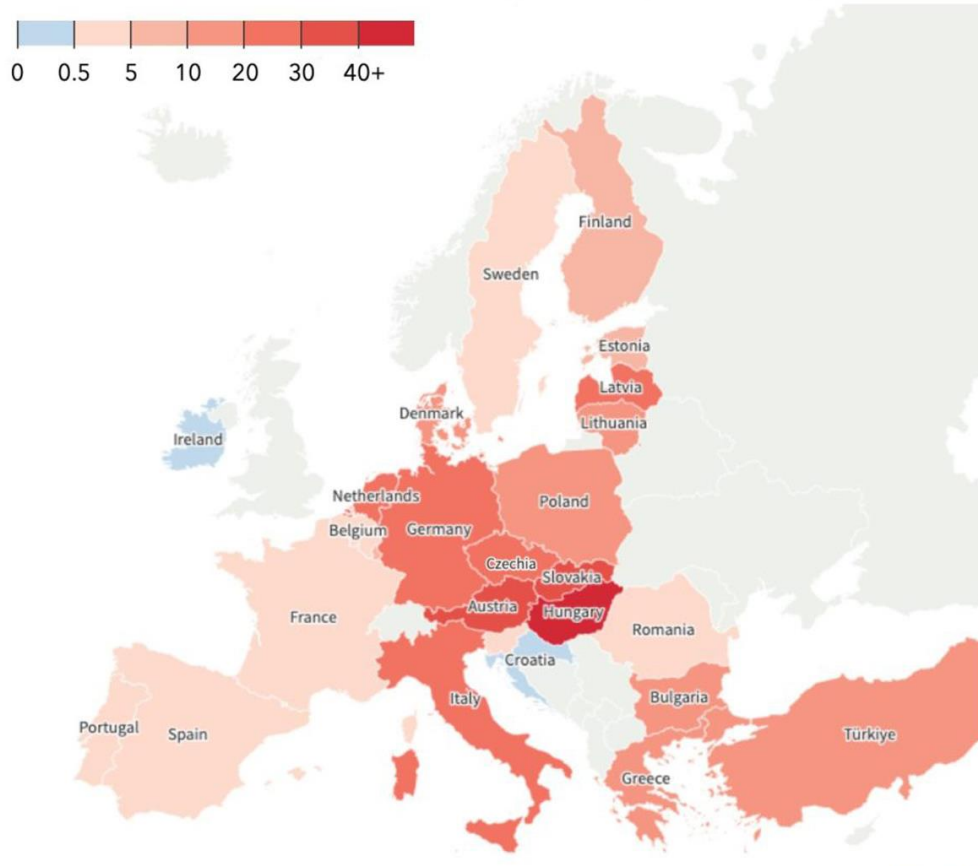 0 0.5 5 10 20 30 40+
Finland
Sweden
Estonia
Latvia
Denmark
Lithuania
Ireland
Netherlands
Poland
Belgium
Germany
Czechia
Slovakia
Austria
Hungary
France
Romania
Croatia
Italy
Bulgaria
Portugal
Spain
Türkiye
Greece